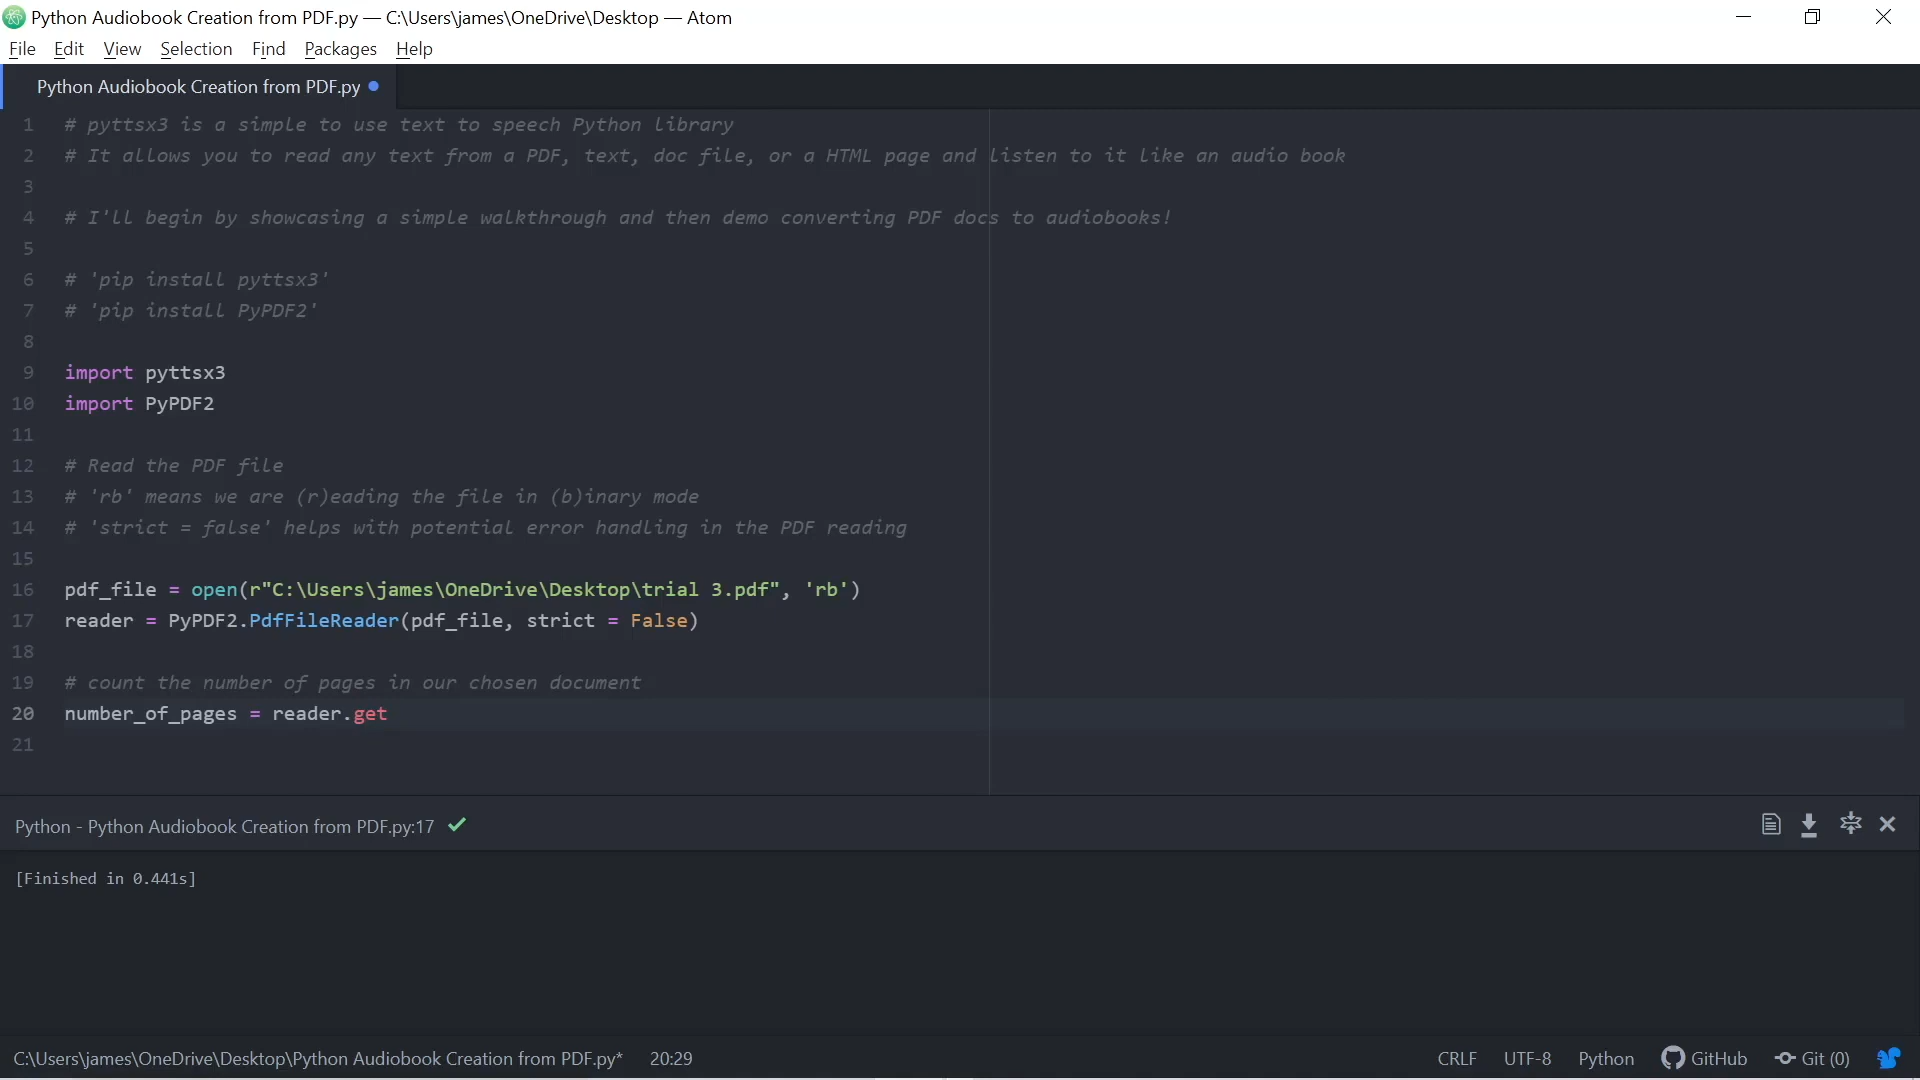 Python Audiobook Creation from PDF.py — C:\Users\james\OneDrive\Desktop — Atom
File Edit View Selection Find Packages Help
Python Audiobook Creation from PDF.py
1 # pyttsx3 is a simple to use text to speech Python library
2 # It allows you to read any text from a PDF, text, doc file, or a HTML page and listen to it like an audio book
3
4 # I'll begin by showcasing a simple walkthrough and then demo converting PDF docs to audiobooks!
5
6 # 'pip install pyttsx3'
7 # 'pip install PyPDF2'
8
9 import pyttsx3
10 import PyPDF2
11
12 # Read the PDF file
13 # 'rb' means we are (r)eading the file in (b)inary mode
14 # 'strict = false' helps with potential error handling in the PDF reading
15
16 pdf_file = open(r"C:\Users\james\OneDrive\Desktop\trial 3.pdf", 'rb')
17 reader = PyPDF2.PdfFileReader(pdf_file, strict = False)
18
19 # count the number of pages in our chosen document
20 number_of_pages = reader.get
21
Python - Python Audiobook Creation from PDF.py:17
[Finished in 0.441s]
C:\Users\james\OneDrive\Desktop\Python Audiobook Creation from PDF.py* 20:29 CRLF UTF-8 Python GitHub Git (0)